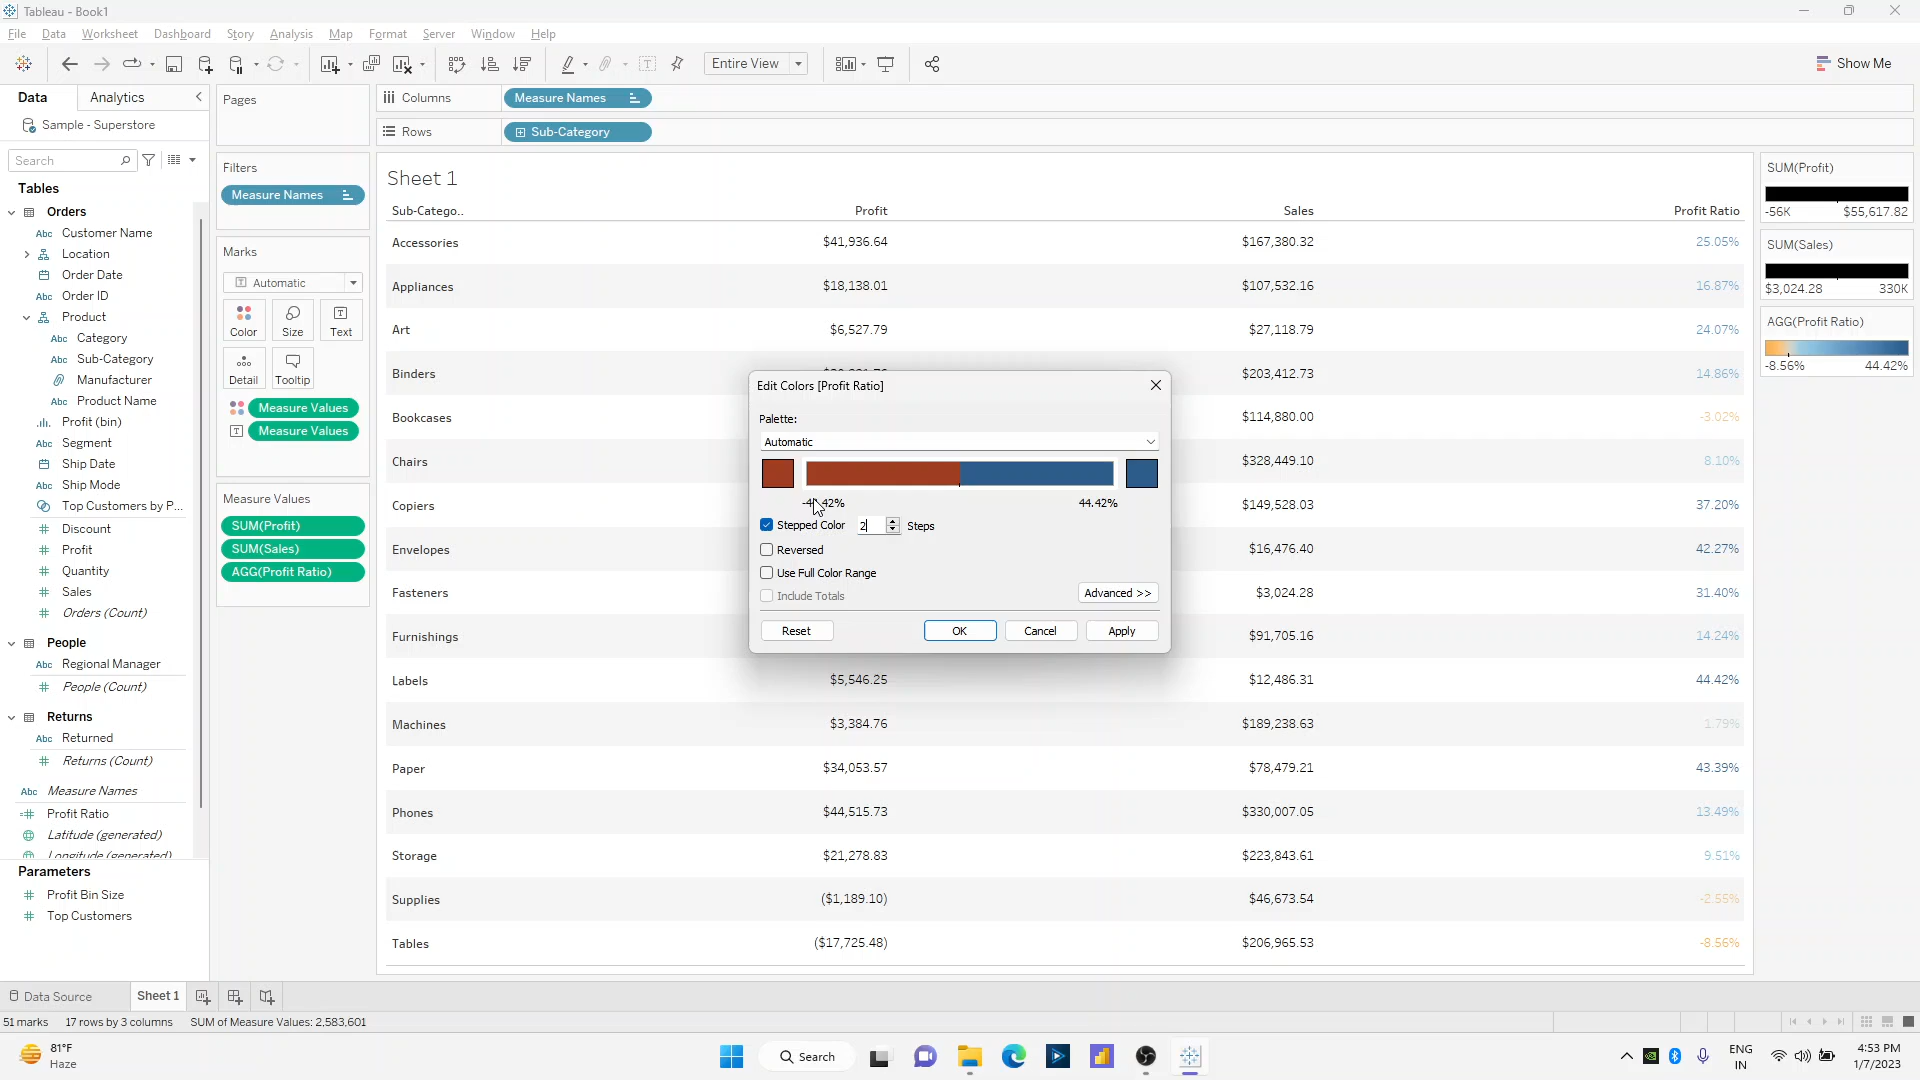 Tableau - Book1
File Data Worksheet Dashboard Story Analysis Map Format Server Window Help
Entire View
Show Me
Data Analytics
Sample - Superstore
Search
Tables
Orders
Abc Customer Name
Location
Order Date
Abc Order ID
Product
Abc Category
Abc Sub-Category
Manufacturer
Abc Product Name
Profit (bin)
Abc Segment
Ship Date
Abc Ship Mode
Top Customers by P...
Discount
Profit
Quantity
Sales
Orders (Count)
People
Abc Regional Manager
People (Count)
Returns
Abc Returned
Returns (Count)
Abc Measure Names
Profit Ratio
Latitude (generated)
Longitude (generated)
Parameters
Profit Bin Size
Top Customers
Pages
Filters
Measure Names
Marks
Automatic
Color Size Text
Detail Tooltip
Measure Values
Measure Values
Measure Values
SUM(Profit)
SUM(Sales)
AGG(Profit Ratio)
Columns Measure Names
Rows Sub-Category
Sheet 1
Sub-Catego.. Profit Sales Profit Ratio
Accessories $41,936.64 $167,380.32 25.05%
Appliances $18,138.01 $107,532.16 16.87%
Art $6,527.79 $27,118.79 24.07%
Binders $203,412.73 14.86%
Bookcases $114,880.00 -3.02%
Chairs $328,449.10 8.10%
Copiers $149,528.03 37.20%
Envelopes $16,476.40 42.27%
Fasteners $3,024.28 31.40%
Furnishings $91,705.16 14.24%
Labels $5,546.25 $12,486.31 44.42%
Machines $3,384.76 $189,238.63 1.79%
Paper $34,053.57 $78,479.21 43.39%
Phones $44,515.73 $330,007.05 13.49%
Storage $21,278.83 $223,843.61 9.51%
Supplies ($1,189.10) $46,673.54 -2.55%
Tables ($17,725.48) $206,965.53 -8.56%
Edit Colors [Profit Ratio]
Palette:
Automatic
44.42%
Stepped Color 2 Steps
Reversed
Use Full Color Range
Include Totals
Advanced >>
Reset OK Cancel Apply
SUM(Profit)
-56K $55,617.82
SUM(Sales)
$3,024.28 330K
AGG(Profit Ratio)
-8.56% 44.42%
Data Source Sheet 1
51 marks 17 rows by 3 columns SUM of Measure Values: 2,583,601
81°F
Haze
Search
ENG
IN
4:53 PM
1/7/2023